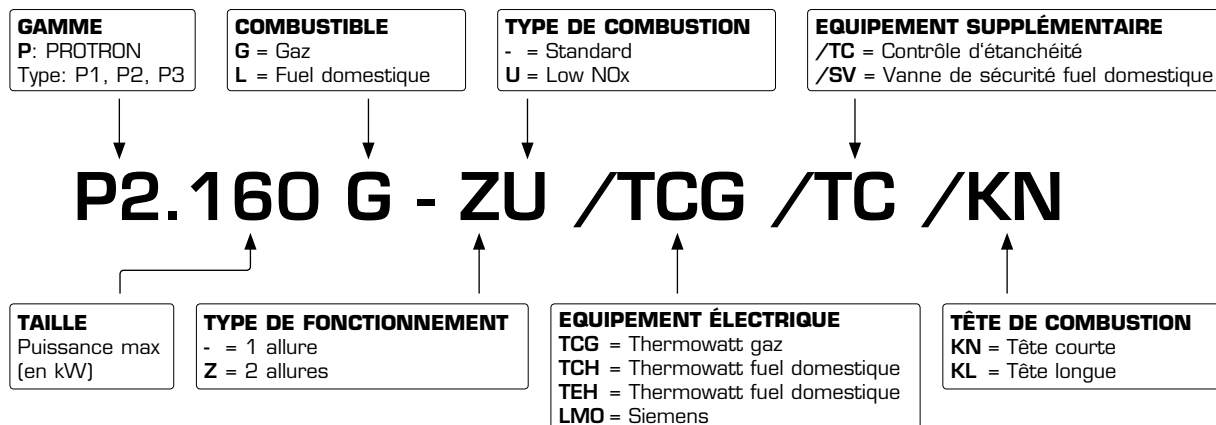 GAMME
P: PROTRON
Type: P1, P2, P3
COMBUSTIBLE
G = Gaz
L = Fuel domestique
TYPE DE COMBUSTION
- = Standard
U = Low NOx
EQUIPEMENT SUPPLÉMENTAIRE
/TC = Contrôle d‘étanchéité
/SV = Vanne de sécurité fuel domestique
P2.160 G - ZU /TCG /TC /KN
TAILLE
Puissance max
(en kW)
TYPE DE FONCTIONNEMENT
- = 1 allure
Z = 2 allures
EQUIPEMENT ÉLECTRIQUE
TCG = Thermowatt gaz
TCH = Thermowatt fuel domestique
TEH = Thermowatt fuel domestique
LMO = Siemens
TÊTE DE COMBUSTION
KN = Tête courte
KL = Tête longue